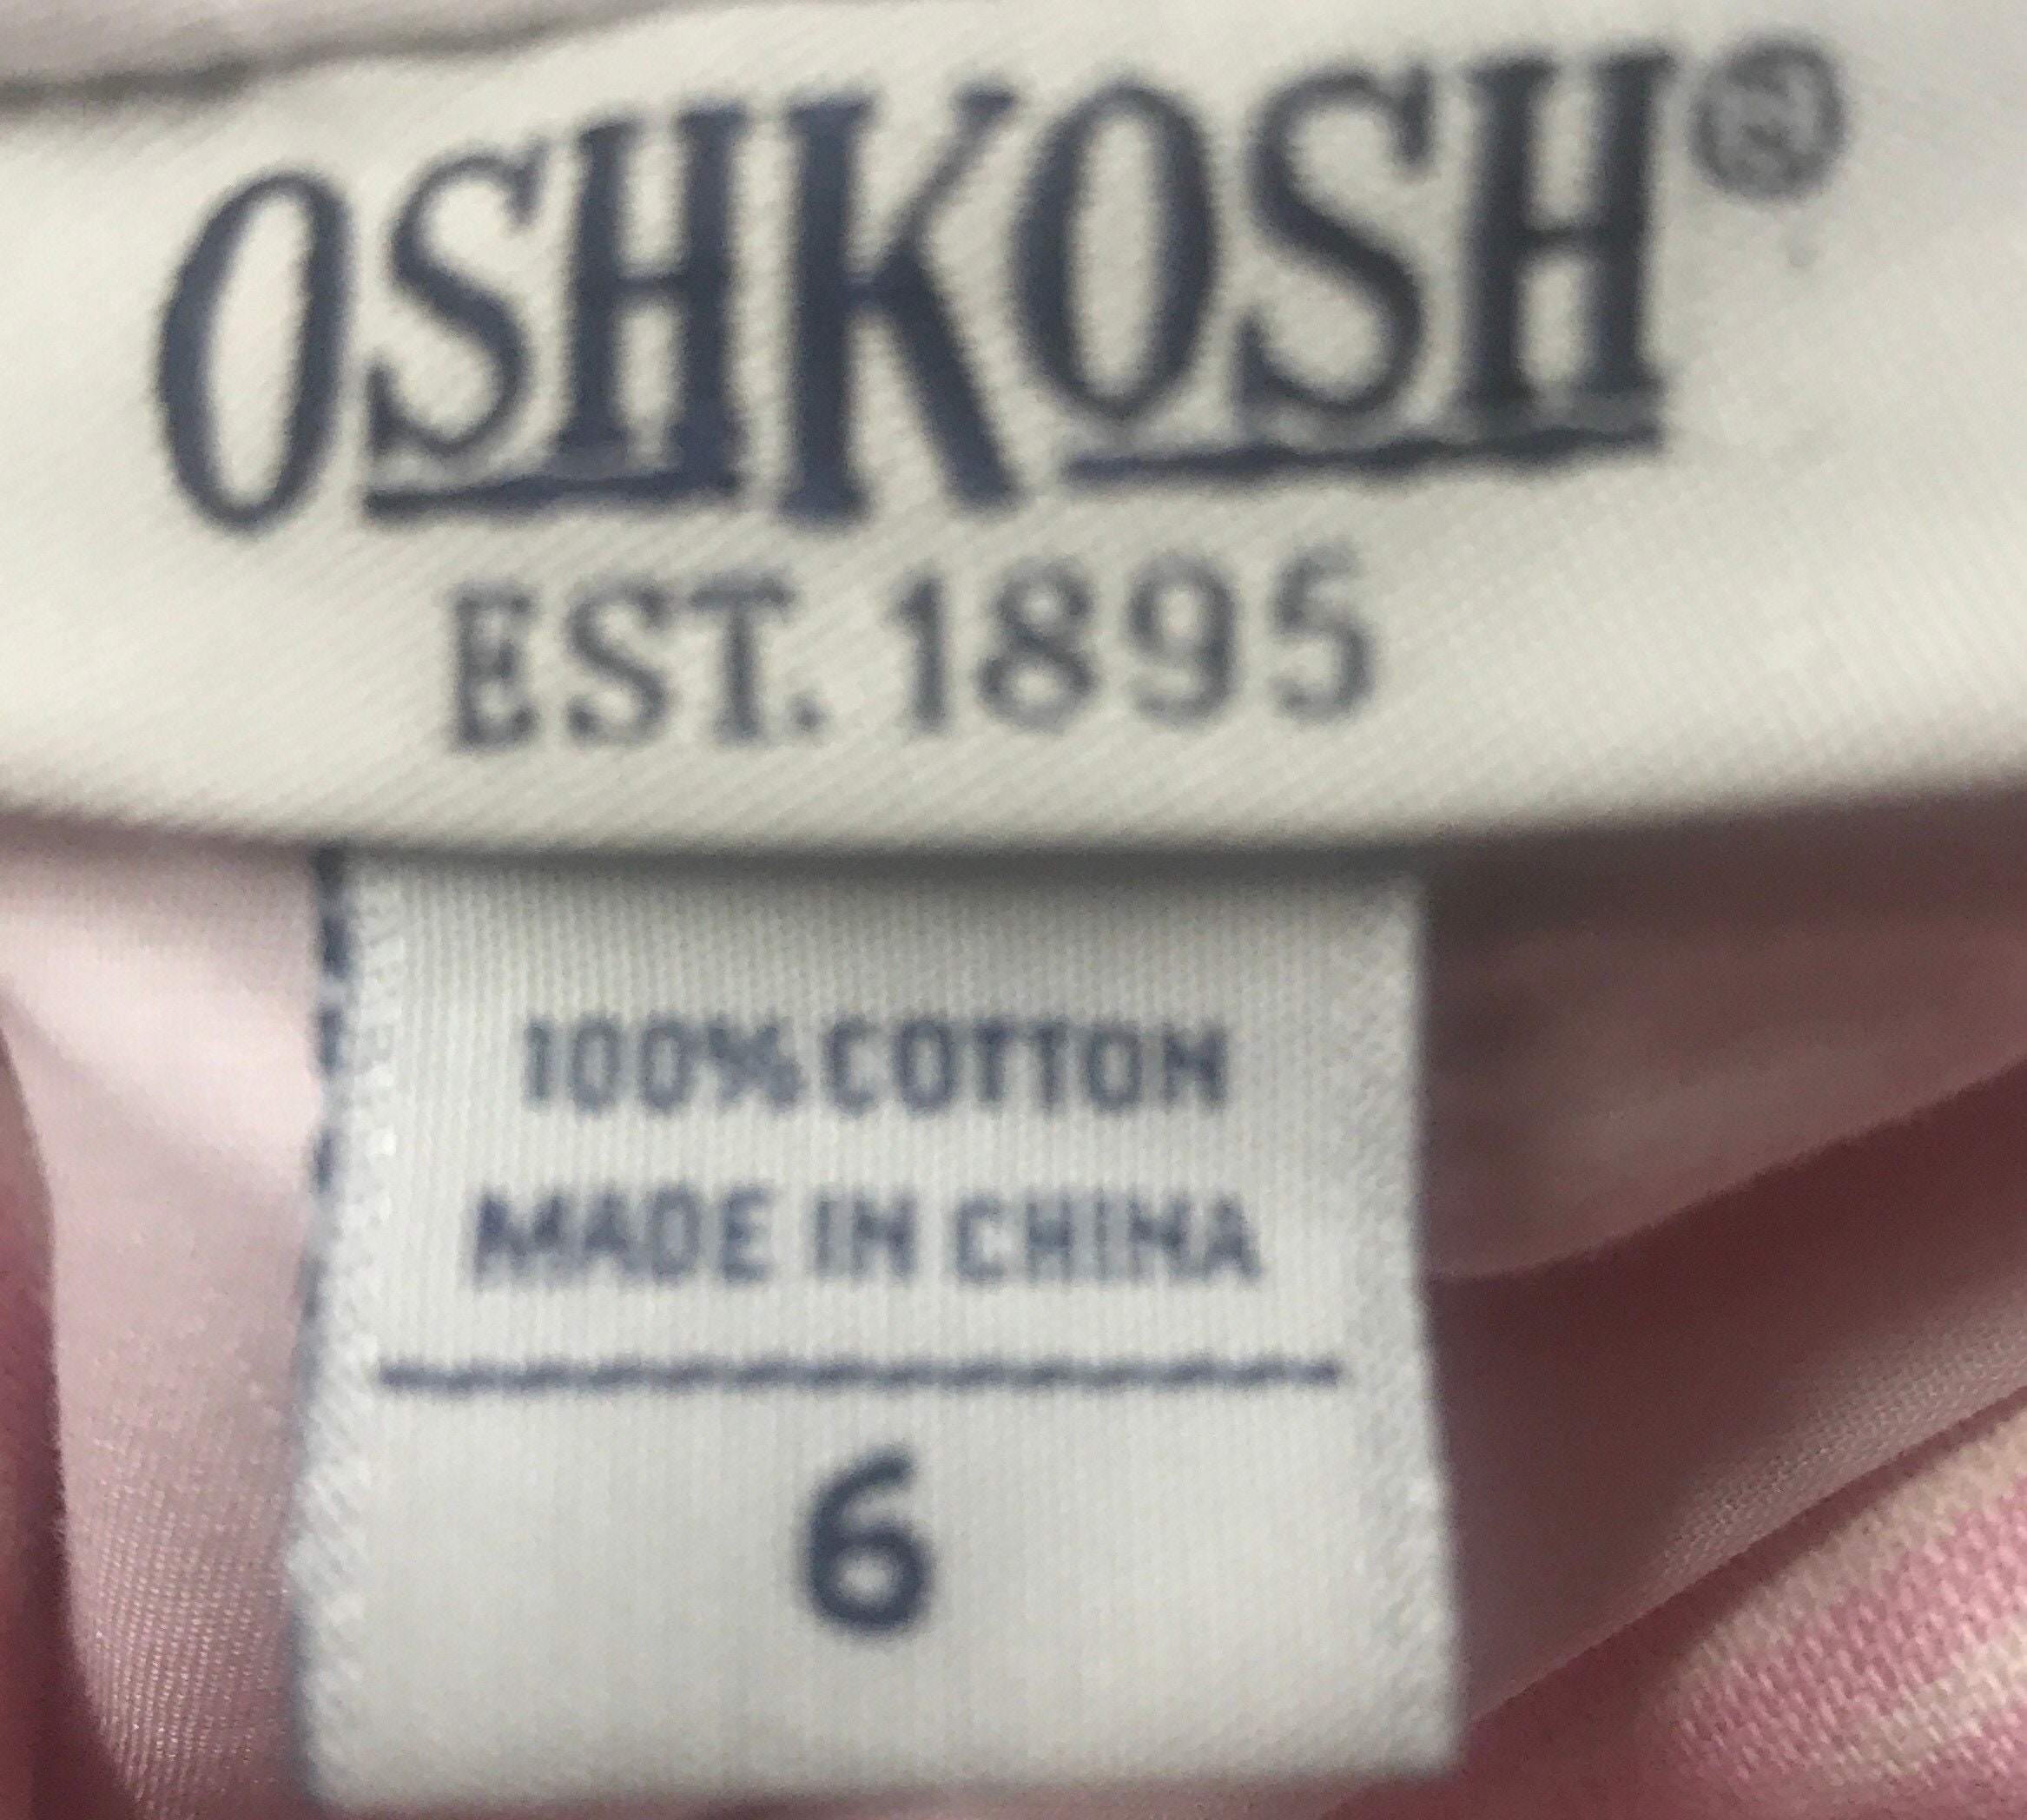 OSHKOSH®
EST. 1895
100% COTTON
MADE IN CHINA
6